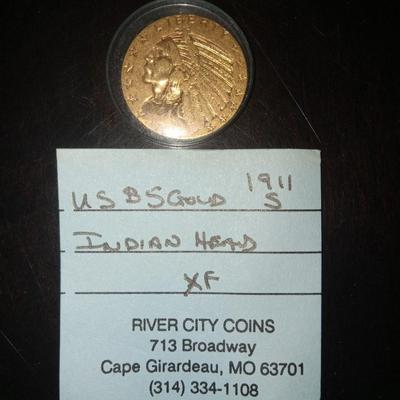 LIBERTY
US $5 GOLD 1911
S
INDIAN HEAD
XF
RIVER CITY COINS
713 Broadway
Cape Girardeau, MO 63701
(314) 334-1108